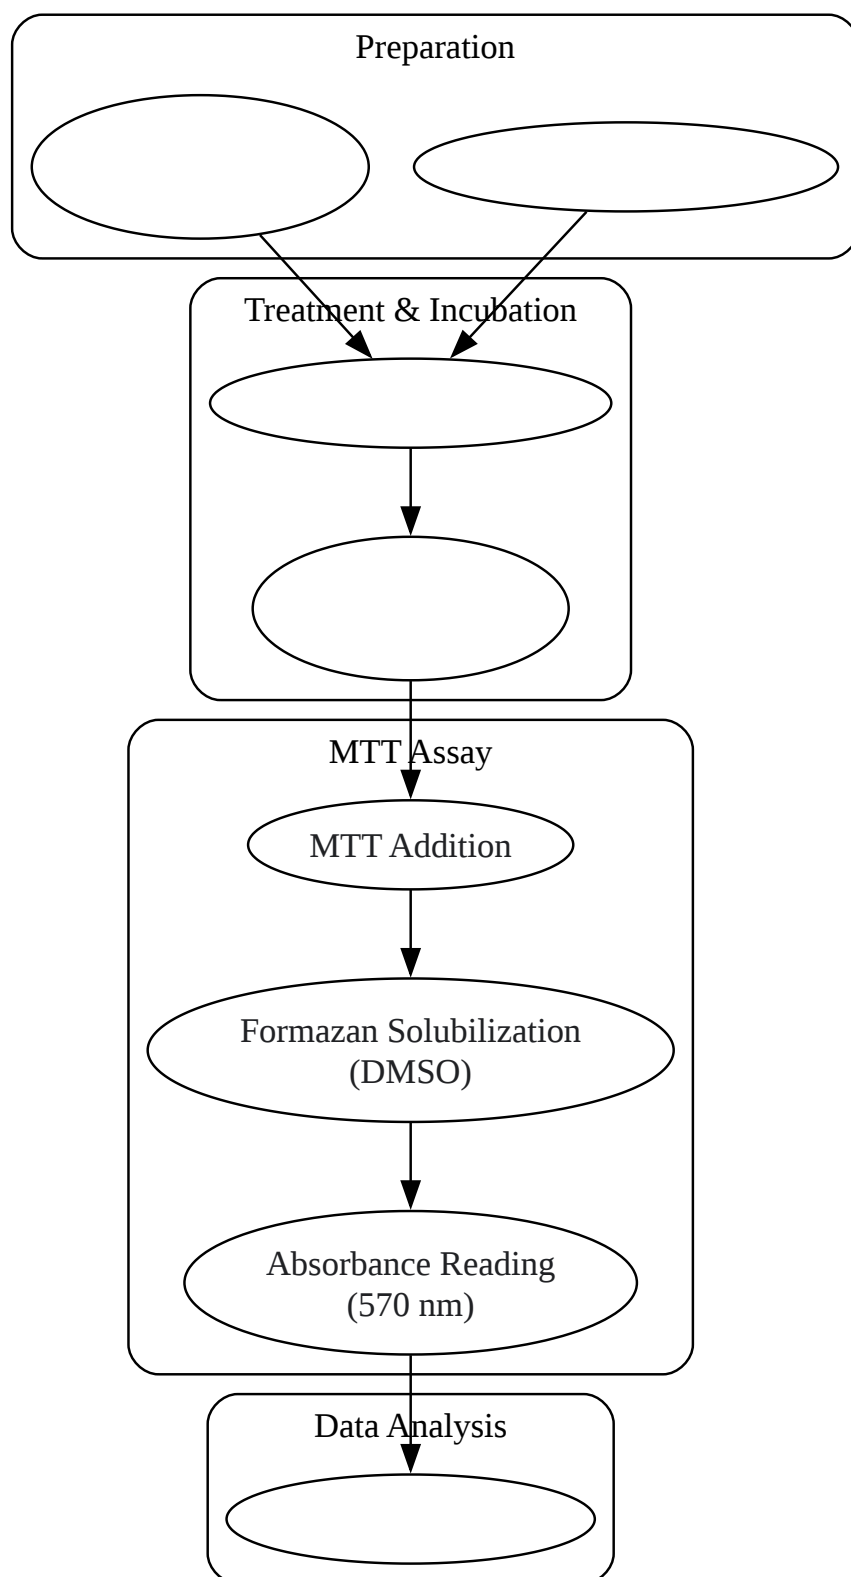 Preparation
Treatment & Incubation
MTT Assay
MTT Addition
Formazan Solubilization
(DMSO)
Absorbance Reading
(570 nm)
Data Analysis